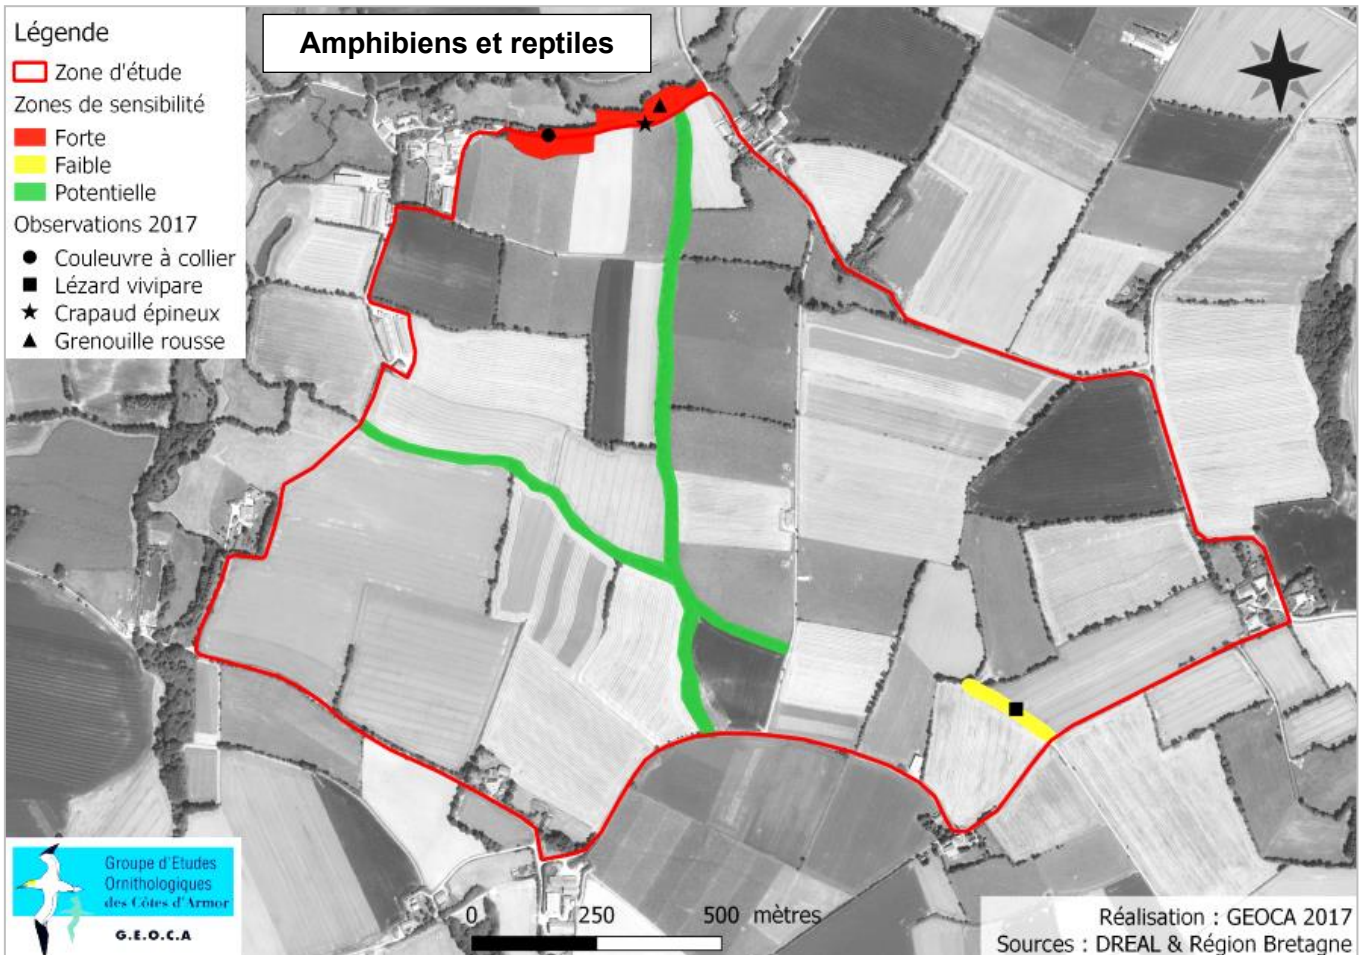 Légende
Zone d'étude
Zones de sensibilité
Forte
Faible
Potentielle
Observations 2017
Couleuvre à collier
Lézard vivipare
Crapaud épineux
Grenouille rousse
Amphibiens et reptiles
Groupe d'Etudes
Ornithologiques
des Côtes d'Armor
G.E.O.C.A
0 250 500 mètres
Réalisation : GEOCA 2017
Sources : DREAL & Région Bretagne